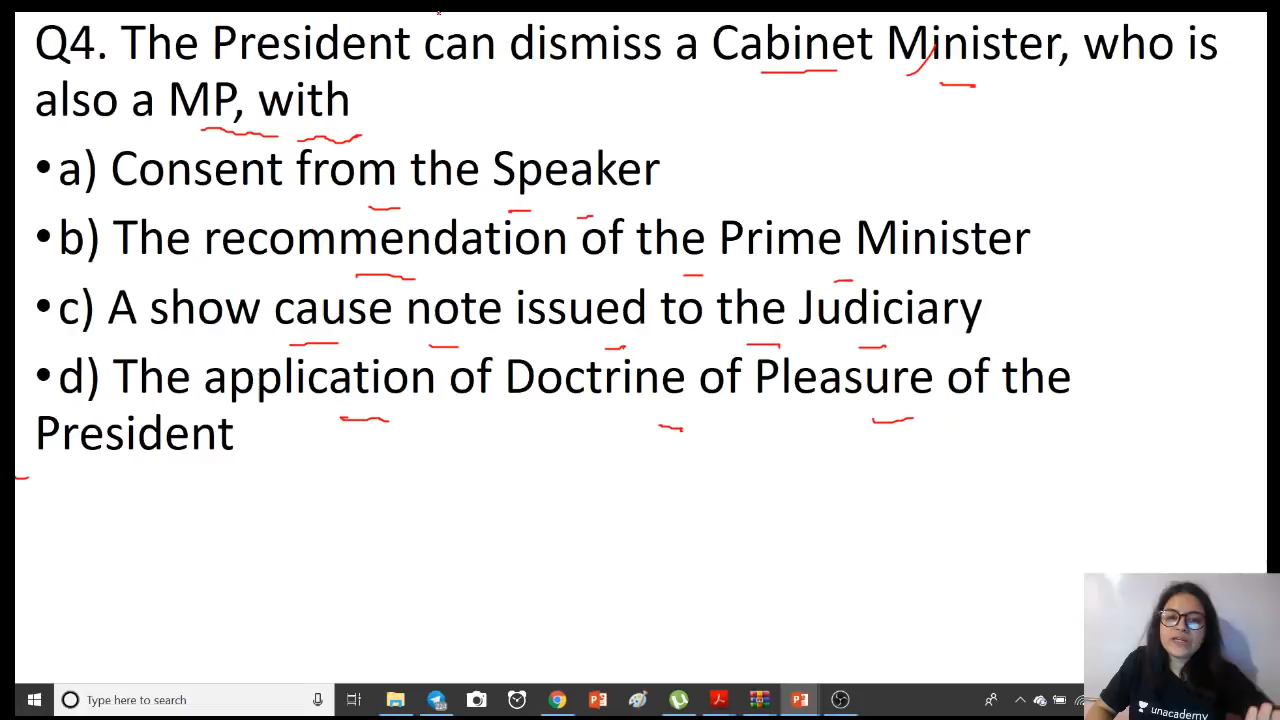 Q4. The President can dismiss a Cabinet Minister, who is
also a MP, with
•a) Consent from the Speaker
•b) The recommendation of the Prime Minister
•c) A show cause note issued to the Judiciary
•d) The application of Doctrine of Pleasure of the
President
unacademy
Type here to search
224